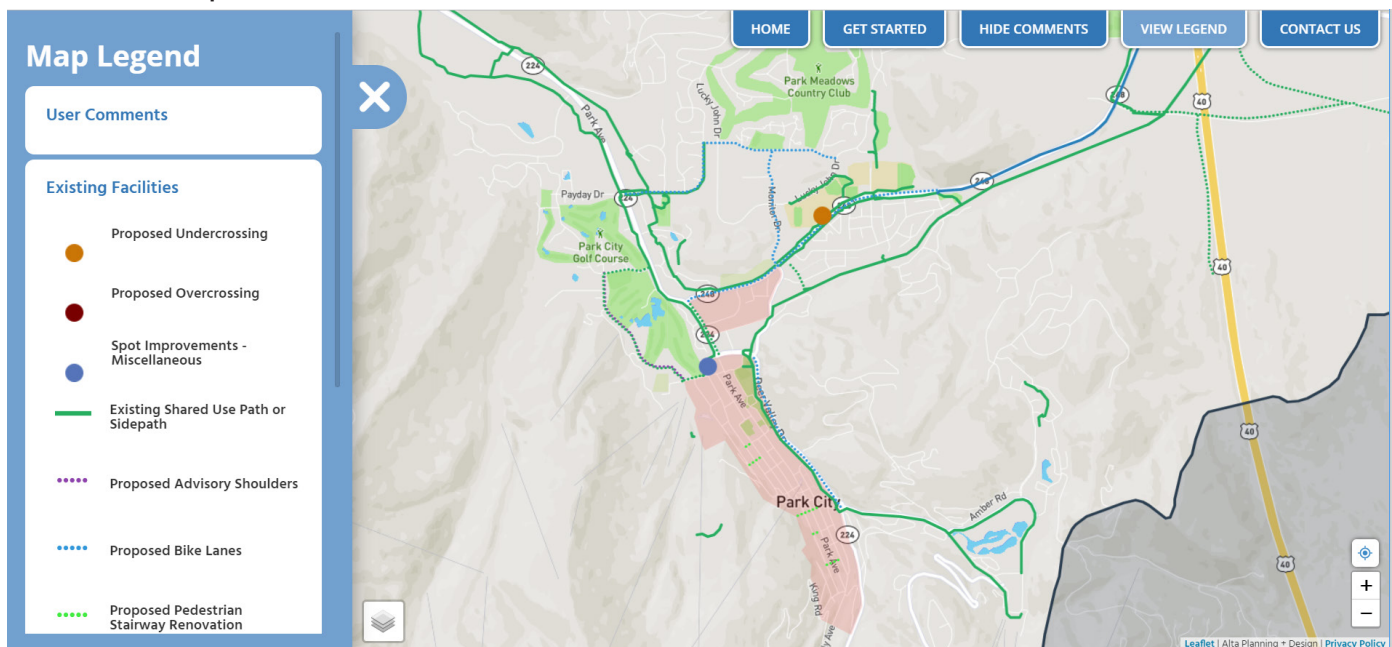 HOME
GET STARTED
HIDE COMMENTS
VIEW LEGEND
CONTACT US
Map Legend
User Comments
Existing Facilities
Proposed Undercrossing
Proposed Overcrossing
Spot Improvements -
Miscellaneous
Existing Shared Use Path or
Sidepath
Proposed Advisory Shoulders
Proposed Bike Lanes
Proposed Pedestrian
Stairway Renovation
224
Park Ave
Lucky John Dr
Park Meadows
Country Club
248
40
Payday Dr
224
Monitor Dr
Lucky John Dr
248
248
Park City
Golf Course
40
248
224
Park Ave
Deer Valley Dr
40
Park City
Amber Rd
224
Park Ave
King Rd
40
+
−
Leaflet | Alta Planning + Design | Privacy Policy